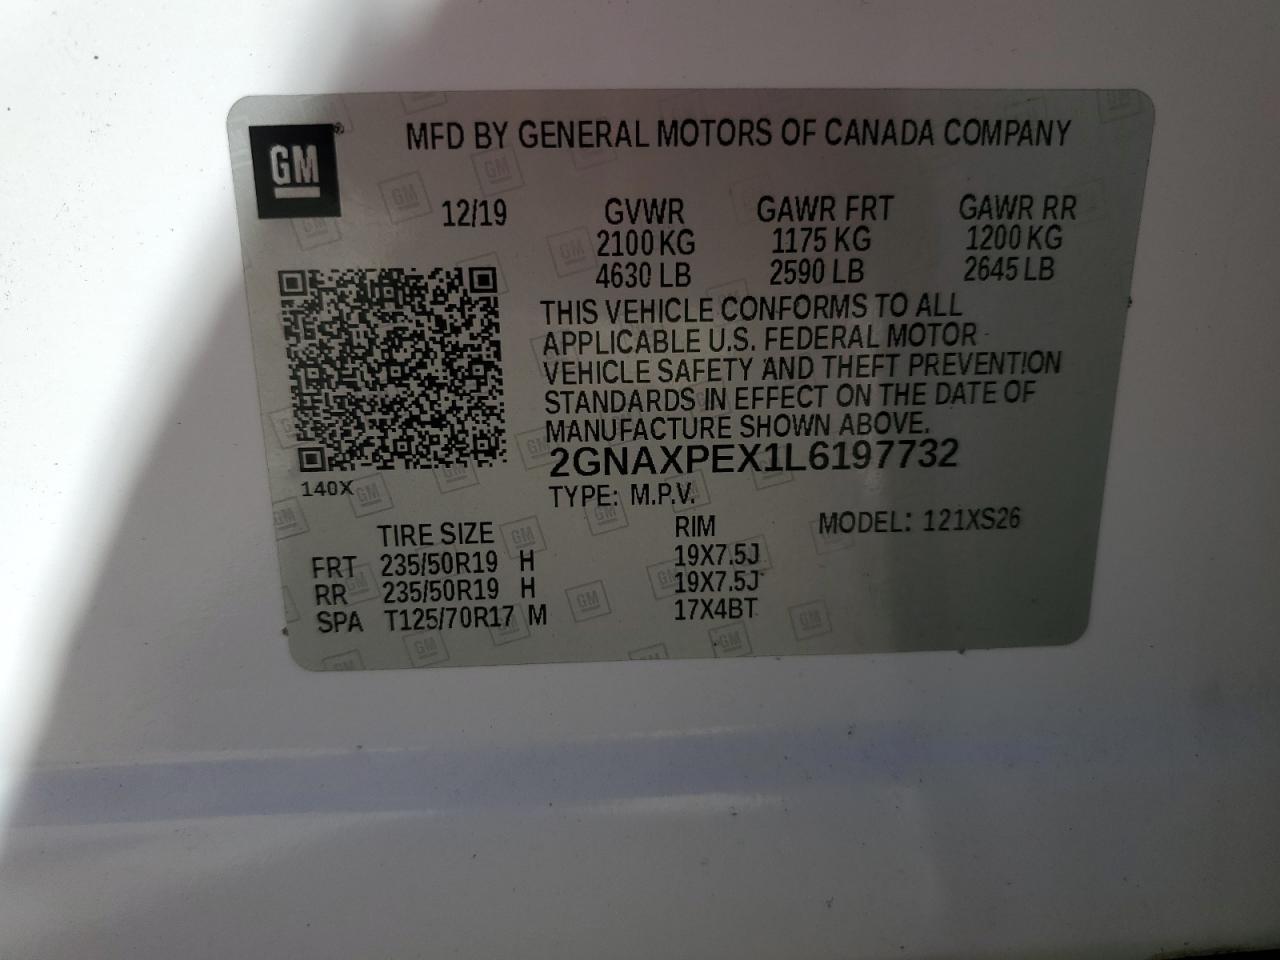 GM
MFD BY GENERAL MOTORS OF CANADA COMPANY
12/19 GVWR GAWR FRT GAWR RR
2100 KG 1175 KG 1200 KG
4630 LB 2590 LB 2645 LB
THIS VEHICLE CONFORMS TO ALL
APPLICABLE U.S. FEDERAL MOTOR
VEHICLE SAFETY AND THEFT PREVENTION
STANDARDS IN EFFECT ON THE DATE OF
MANUFACTURE SHOWN ABOVE.
2GNAXPEX1L6197732
140X
TYPE: M.P.V.
TIRE SIZE RIM MODEL: 121XS26
FRT 235/50R19 H 19X7.5J
RR 235/50R19 H 19X7.5J
SPA T125/70R17 M 17X4BT